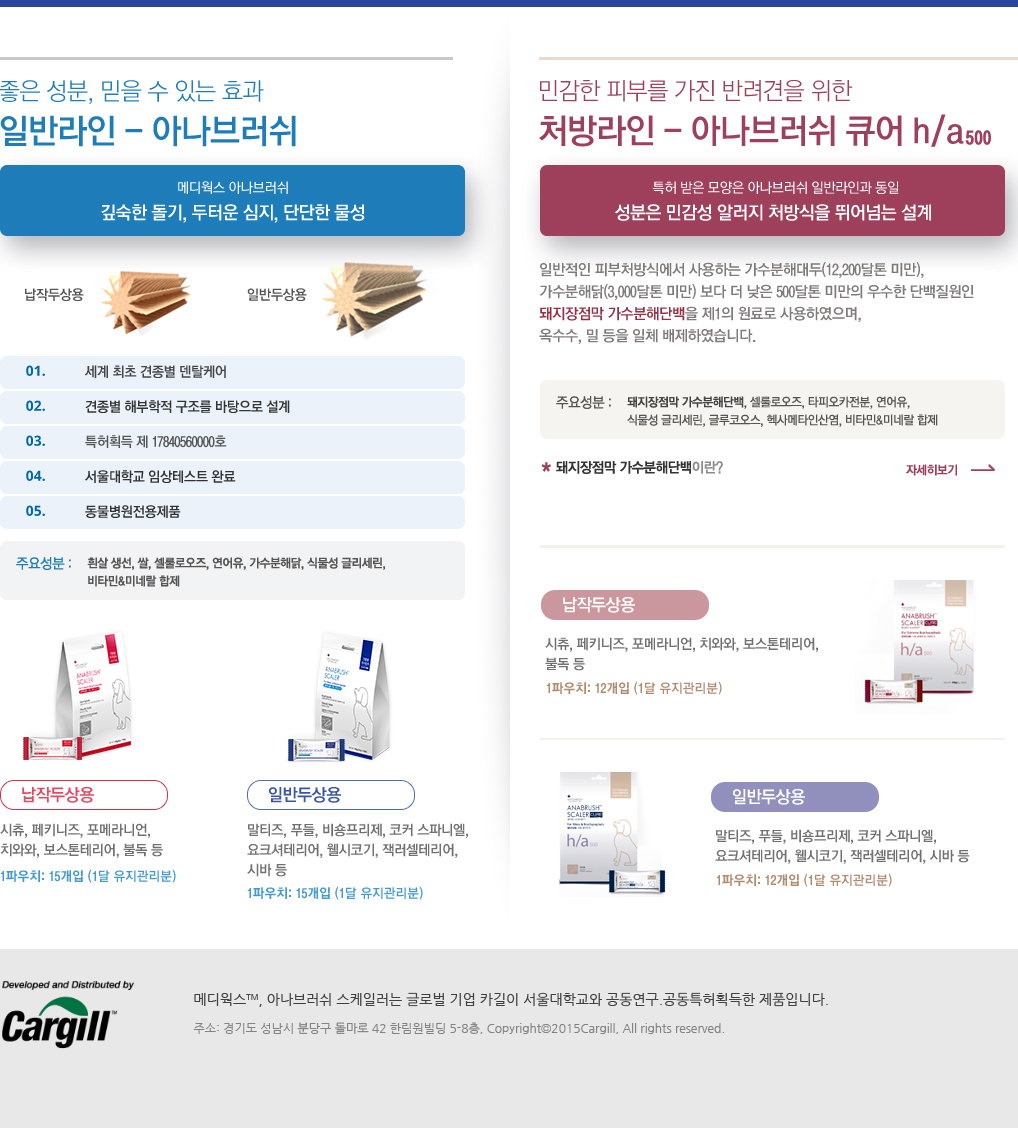 좋은 성분, 믿을 수 있는 효과
일반라인 – 아나브러쉬
메디웍스 아나브러쉬
깊숙한 돌기, 두터운 심지, 단단한 물성
납작두상용
일반두상용
01. 세계 최초 견종별 덴탈케어
02. 견종별 해부학적 구조를 바탕으로 설계
03. 특허획득 제 17840560000호
04. 서울대학교 임상테스트 완료
05. 동물병원전용제품
주요성분 : 흰살 생선, 쌀, 셀룰로오즈, 연어유, 가수분해닭, 식물성 글리세린,
비타민&미네랄 합제
ANABRUSH
SCALER
ANABRUSH
SCALER
납작두상용
시츄, 페키니즈, 포메라니언,
치와와, 보스톤테리어, 불독 등
1파우치: 15개입 (1달 유지관리분)
일반두상용
말티즈, 푸들, 비숑프리제, 코커 스파니엘,
요크셔테리어, 웰시코기, 잭러셀테리어,
시바 등
1파우치: 15개입 (1달 유지관리분)
민감한 피부를 가진 반려견을 위한
처방라인 – 아나브러쉬 큐어 h/a500
특허 받은 모양은 아나브러쉬 일반라인과 동일
성분은 민감성 알러지 처방식을 뛰어넘는 설계
일반적인 피부처방식에서 사용하는 가수분해대두(12,200달톤 미만),
가수분해닭(3,000달톤 미만) 보다 더 낮은 500달톤 미만의 우수한 단백질원인
돼지장점막 가수분해단백을 제1의 원료로 사용하였으며,
옥수수, 밀 등을 일체 배제하였습니다.
주요성분 : 돼지장점막 가수분해단백, 셀룰로오즈, 타피오카전분, 연어유,
식물성 글리세린, 글루코오스, 헥사메타인산염, 비타민&미네랄 합제
* 돼지장점막 가수분해단백이란?
자세히보기
납작두상용
시츄, 페키니즈, 포메라니언, 치와와, 보스톤테리어,
불독 등
1파우치: 12개입 (1달 유지관리분)
ANABRUSH™
SCALER CURE
h/a
ANABRUSH™
SCALER CURE
h/a
일반두상용
말티즈, 푸들, 비숑프리제, 코커 스파니엘,
요크셔테리어, 웰시코기, 잭러셀테리어, 시바 등
1파우치: 12개입 (1달 유지관리분)
Developed and Distributed by
Cargill™
메디웍스™, 아나브러쉬 스케일러는 글로벌 기업 카길이 서울대학교와 공동연구.공동특허획득한 제품입니다.
주소: 경기도 성남시 분당구 돌마로 42 한림원빌딩 5-8층, Copyright©2015Cargill, All rights reserved.